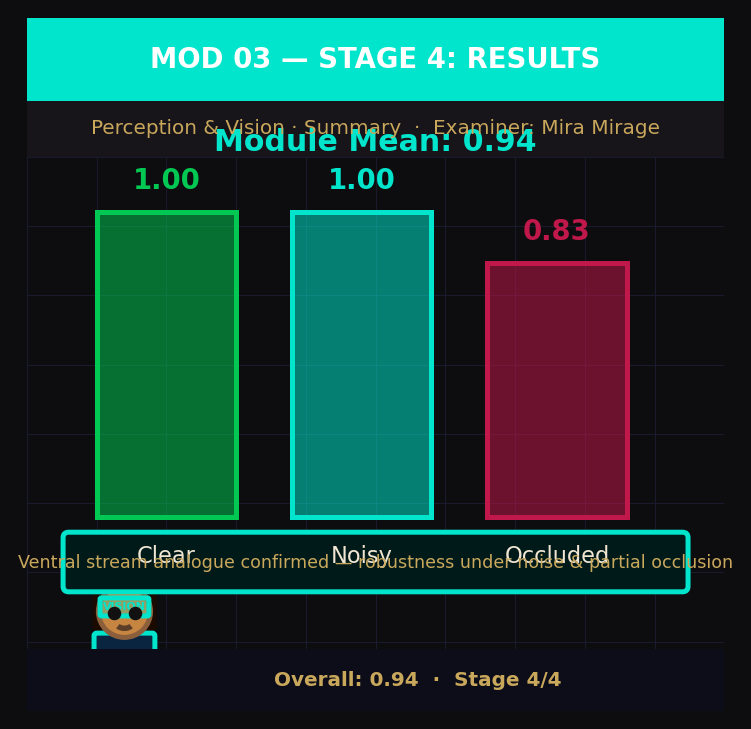 MOD 03 — STAGE 4: RESULTS
Perception & Vision · Summary · Examiner: Mira Mirage
Module Mean: 0.94
1.00
1.00
0.83
Clear
Noisy
Occluded
Ventral stream analogue confirmed — robustness under noise & partial occlusion
Overall: 0.94 · Stage 4/4